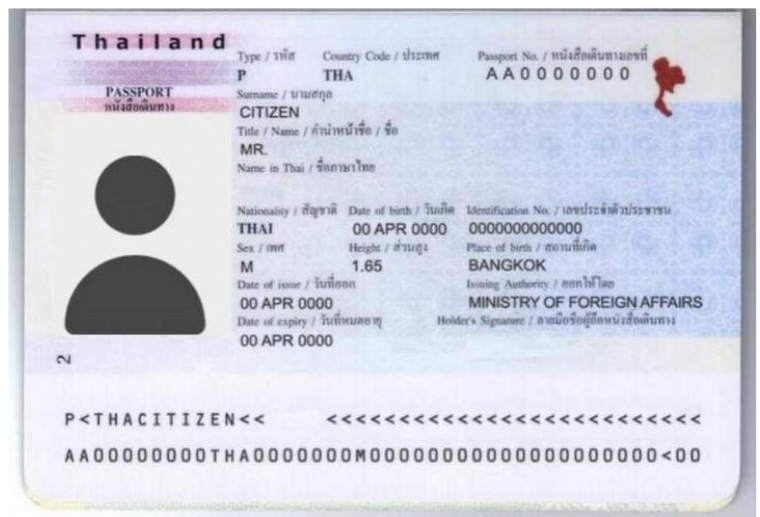 Thailand
PASSPORT
หนังสือเดินทาง
Type / รหัส Country Code / ประเทศ Passport No. / หนังสือเดินทางเลขที่
P THA AA0000000
Surname / นามสกุล
CITIZEN
Title / Name / คำนำหน้าชื่อ / ชื่อ
MR.
Name in Thai / ชื่อภาษาไทย
Nationality / สัญชาติ Date of birth / วันเกิด Identification No. / เลขประจำตัวประชาชน
THAI 00 APR 0000 0000000000000
Sex / เพศ Height / ส่วนสูง Place of birth / สถานที่เกิด
M 1.65 BANGKOK
Date of issue / วันที่ออก Issuing Authority / ออกให้โดย
00 APR 0000 MINISTRY OF FOREIGN AFFAIRS
Date of expiry / วันที่หมดอายุ Holder's Signature / ลายมือชื่อผู้ถือหนังสือเดินทาง
00 APR 0000
2
P<THACITIZEN<< <<<<<<<<<<<<<<<<<<<<<<<<<<
AA00000000THA0000000M00000000000000000000<00